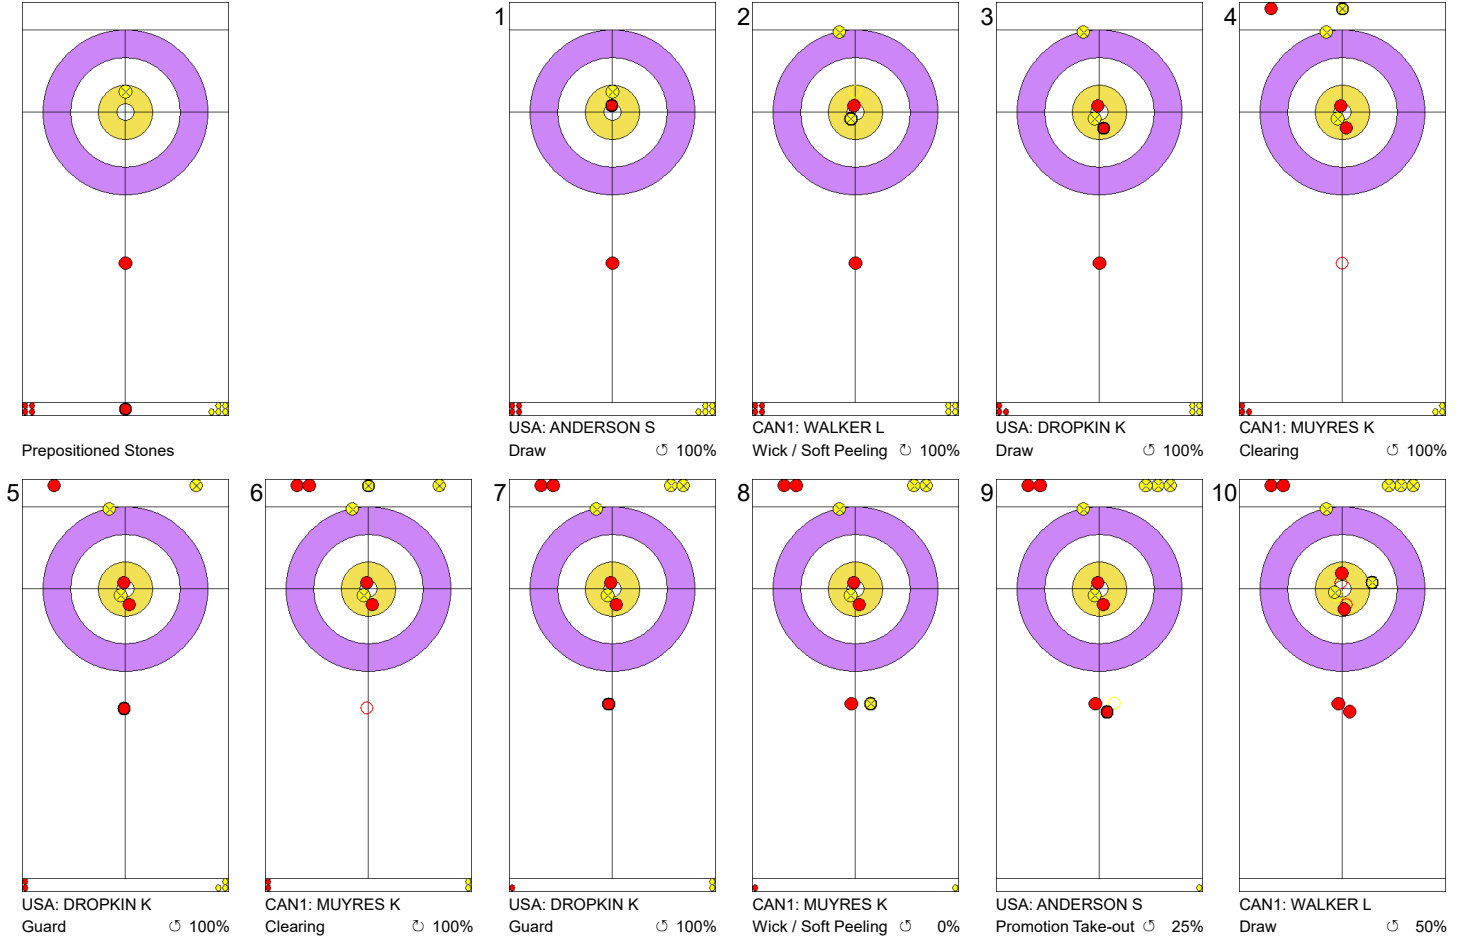 1
2
3
4
Prepositioned Stones
USA: ANDERSON S
Draw ↺ 100%
CAN1: WALKER L
Wick / Soft Peeling ↻ 100%
USA: DROPKIN K
Draw ↺ 100%
CAN1: MUYRES K
Clearing ↺ 100%
5
6
7
8
9
10
USA: DROPKIN K
Guard ↺ 100%
CAN1: MUYRES K
Clearing ↻ 100%
USA: DROPKIN K
Guard ↺ 100%
CAN1: MUYRES K
Wick / Soft Peeling ↺ 0%
USA: ANDERSON S
Promotion Take-out ↺ 25%
CAN1: WALKER L
Draw ↺ 50%